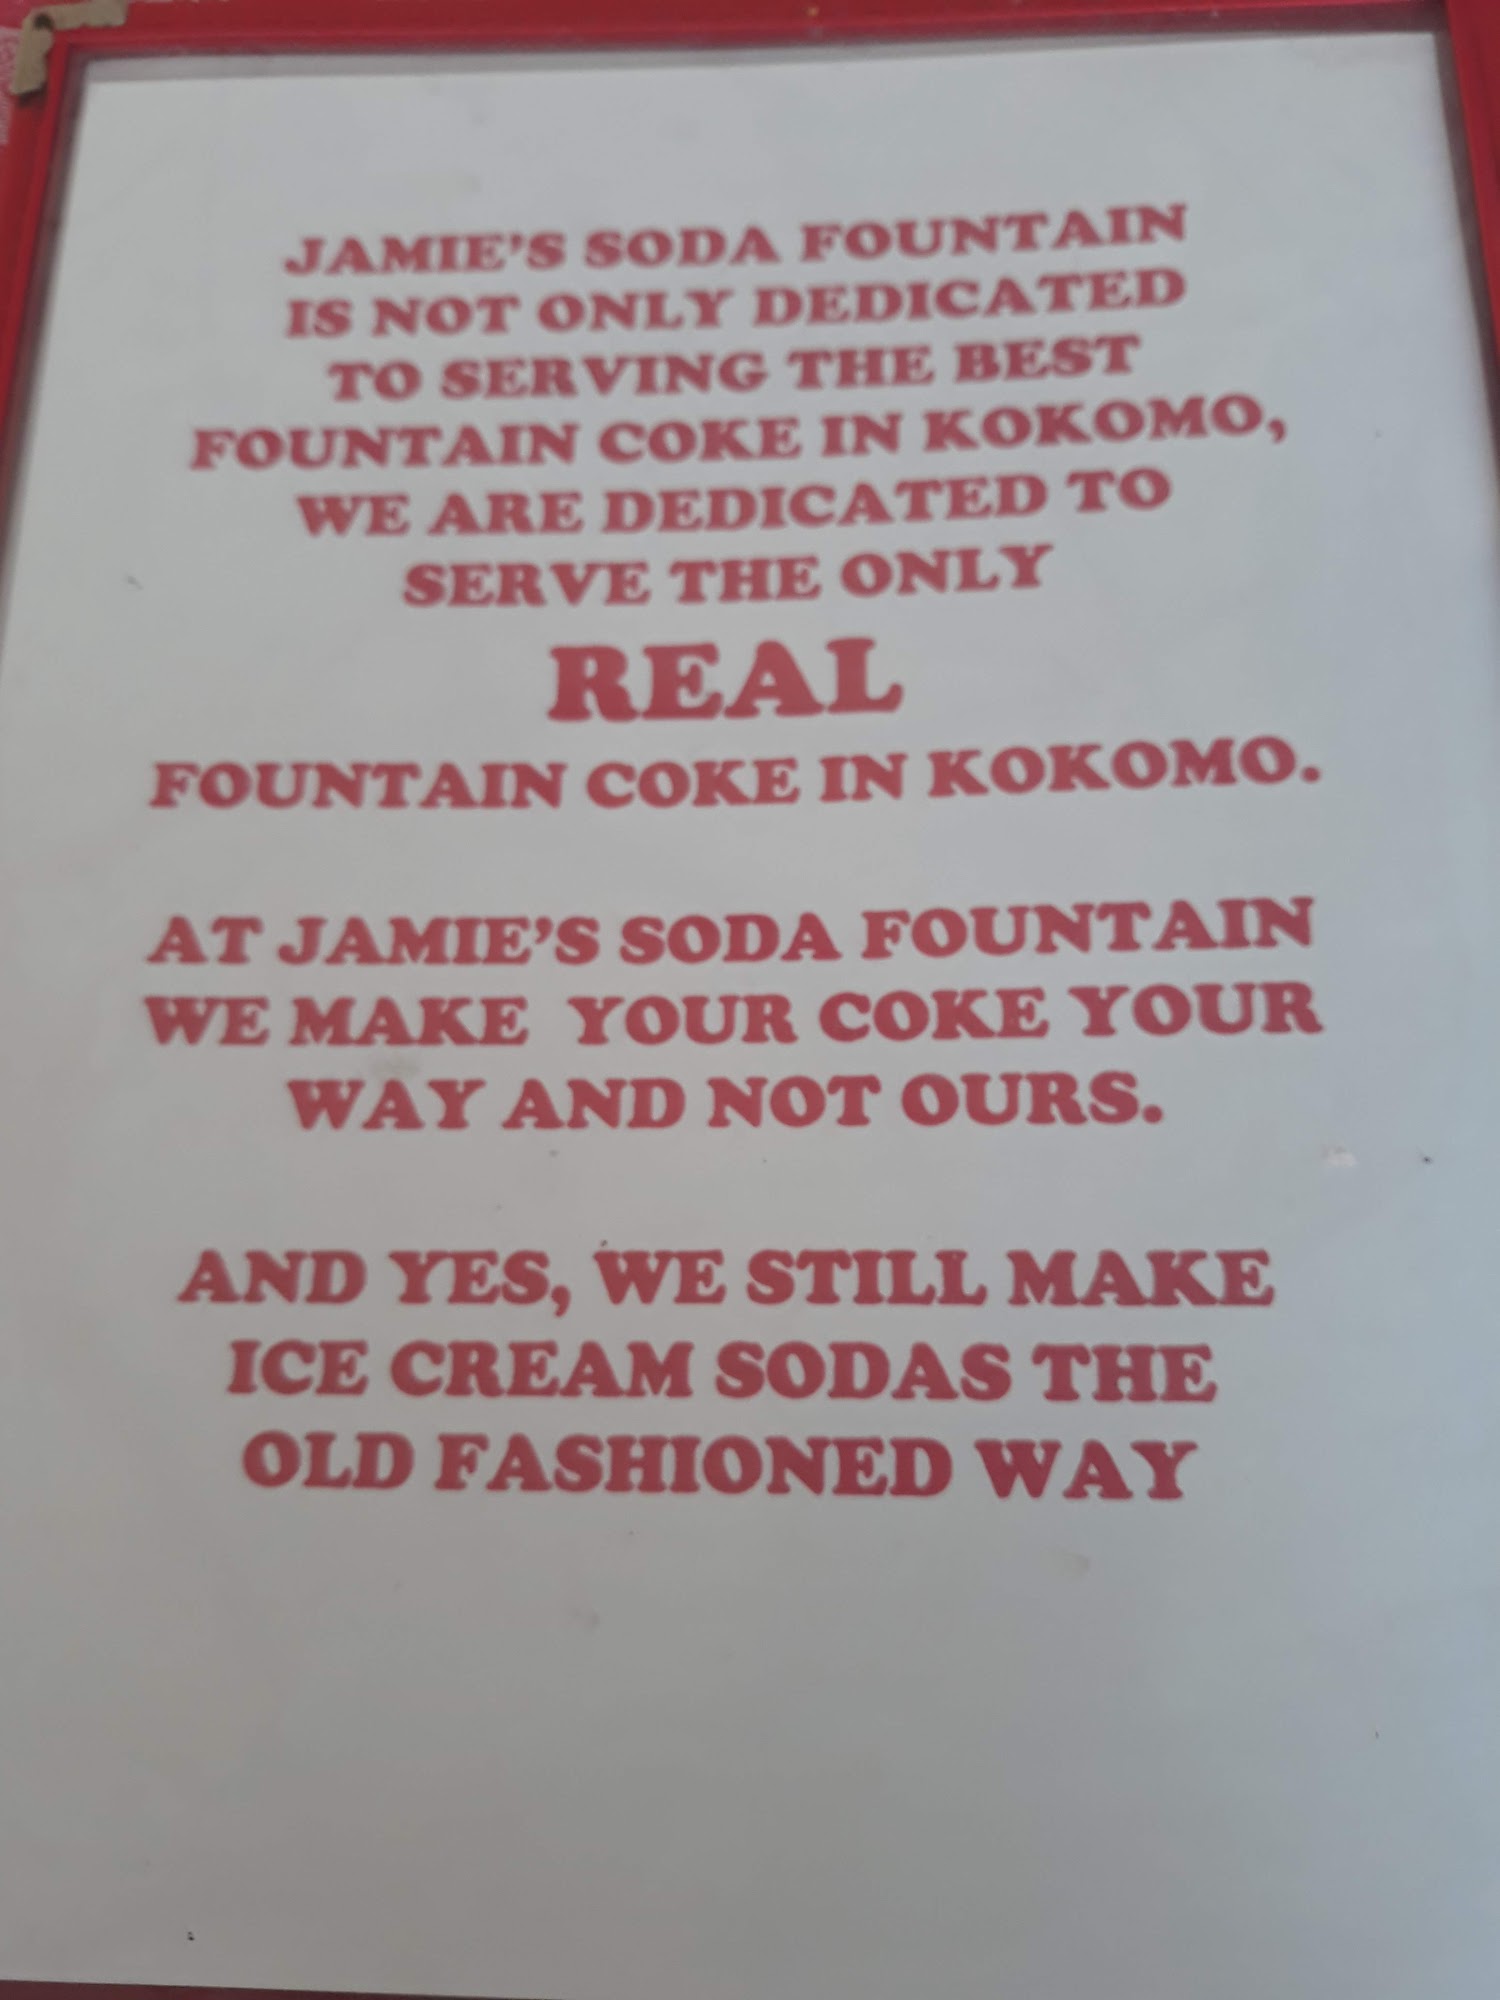 JAMIE'S SODA FOUNTAIN
IS NOT ONLY DEDICATED
TO SERVING THE BEST
FOUNTAIN COKE IN KOKOMO,
WE ARE DEDICATED TO
SERVE THE ONLY
REAL
FOUNTAIN COKE IN KOKOMO.
AT JAMIE'S SODA FOUNTAIN
WE MAKE YOUR COKE YOUR
WAY AND NOT OURS.
AND YES, WE STILL MAKE
ICE CREAM SODAS THE
OLD FASHIONED WAY